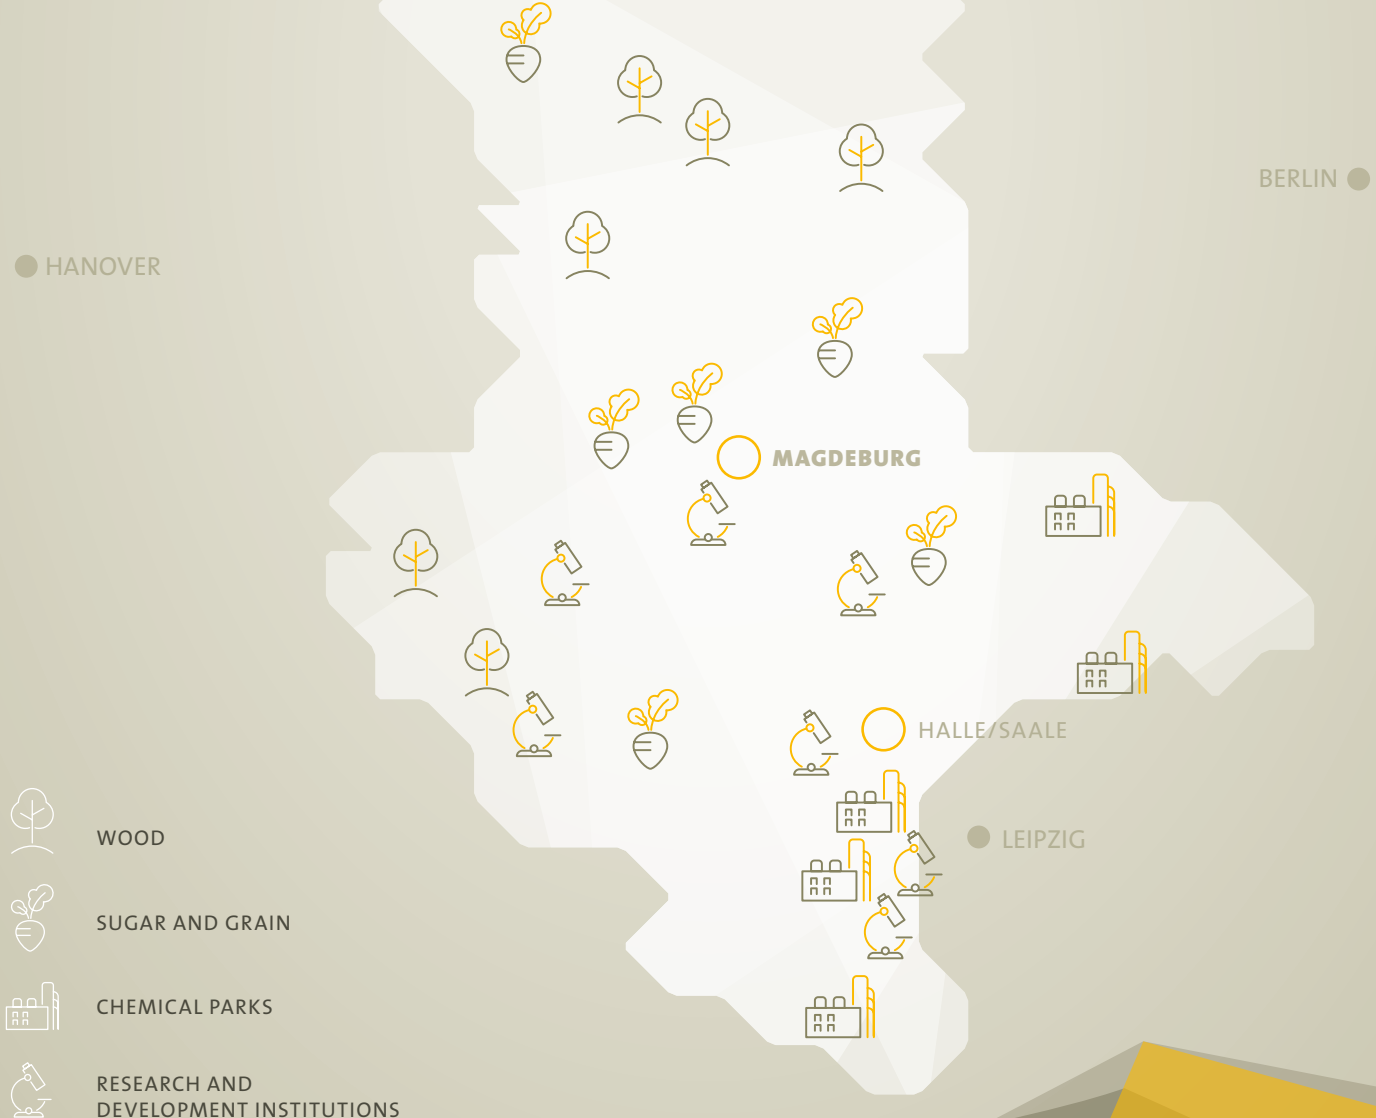 BERLIN
HANOVER
MAGDEBURG
HALLE/SAALE
LEIPZIG
WOOD
SUGAR AND GRAIN
CHEMICAL PARKS
RESEARCH AND
DEVELOPMENT INSTITUTIONS